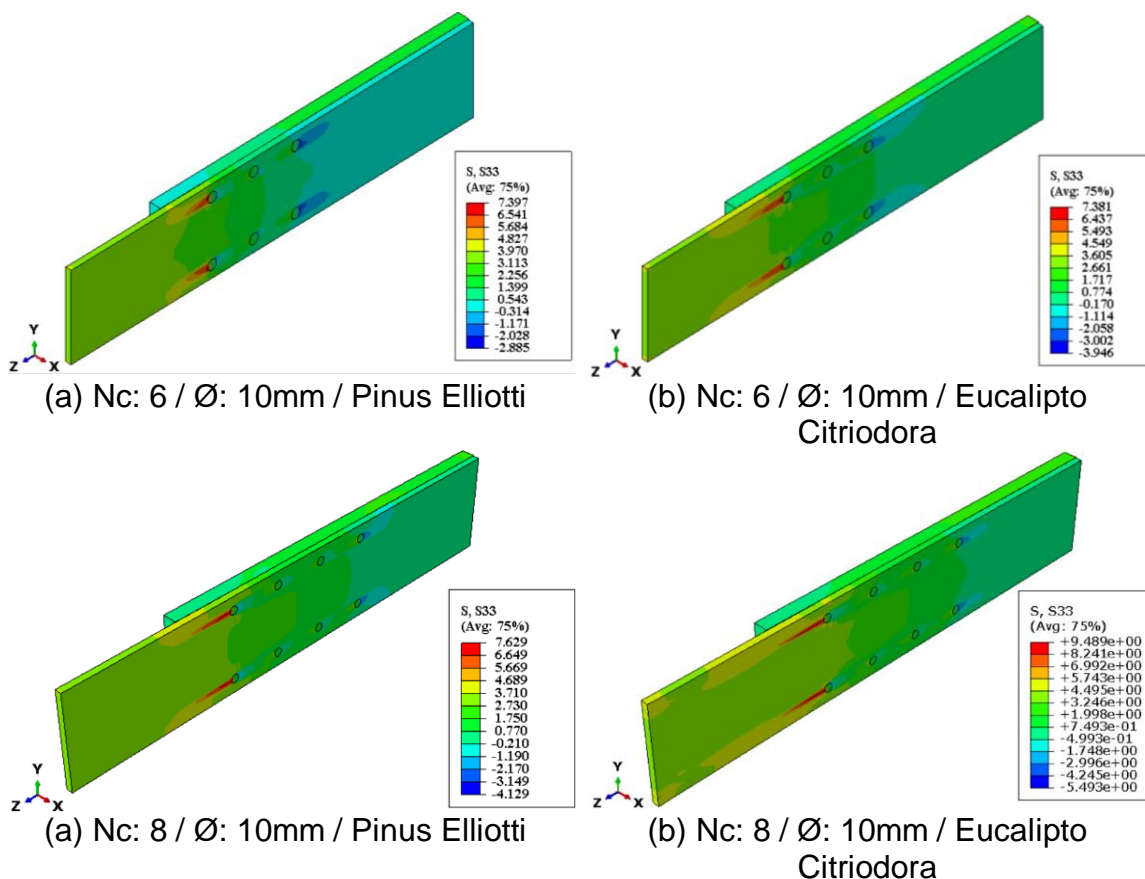 S, S33
(Avg: 75%)
7.397
6.541
5.684
4.827
3.970
3.113
2.256
1.399
0.543
-0.314
-1.171
-2.028
-2.885
Y
Z X
(a) Nc: 6 / Ø: 10mm / Pinus Elliotti
S, S33
(Avg: 75%)
7.381
6.437
5.493
4.549
3.605
2.661
1.717
0.774
-0.170
-1.114
-2.058
-3.002
-3.946
Y
Z X
(b) Nc: 6 / Ø: 10mm / Eucalipto
Citriodora
S, S33
(Avg: 75%)
7.629
6.649
5.669
4.689
3.710
2.730
1.750
0.770
-0.210
-1.190
-2.170
-3.149
-4.129
Y
Z X
(a) Nc: 8 / Ø: 10mm / Pinus Elliotti
S, S33
(Avg: 75%)
+9.489e+00
+8.241e+00
+6.992e+00
+5.743e+00
+4.495e+00
+3.246e+00
+1.998e+00
+7.493e-01
-4.993e-01
-1.748e+00
-2.996e+00
-4.245e+00
-5.493e+00
Y
Z X
(b) Nc: 8 / Ø: 10mm / Eucalipto
Citriodora